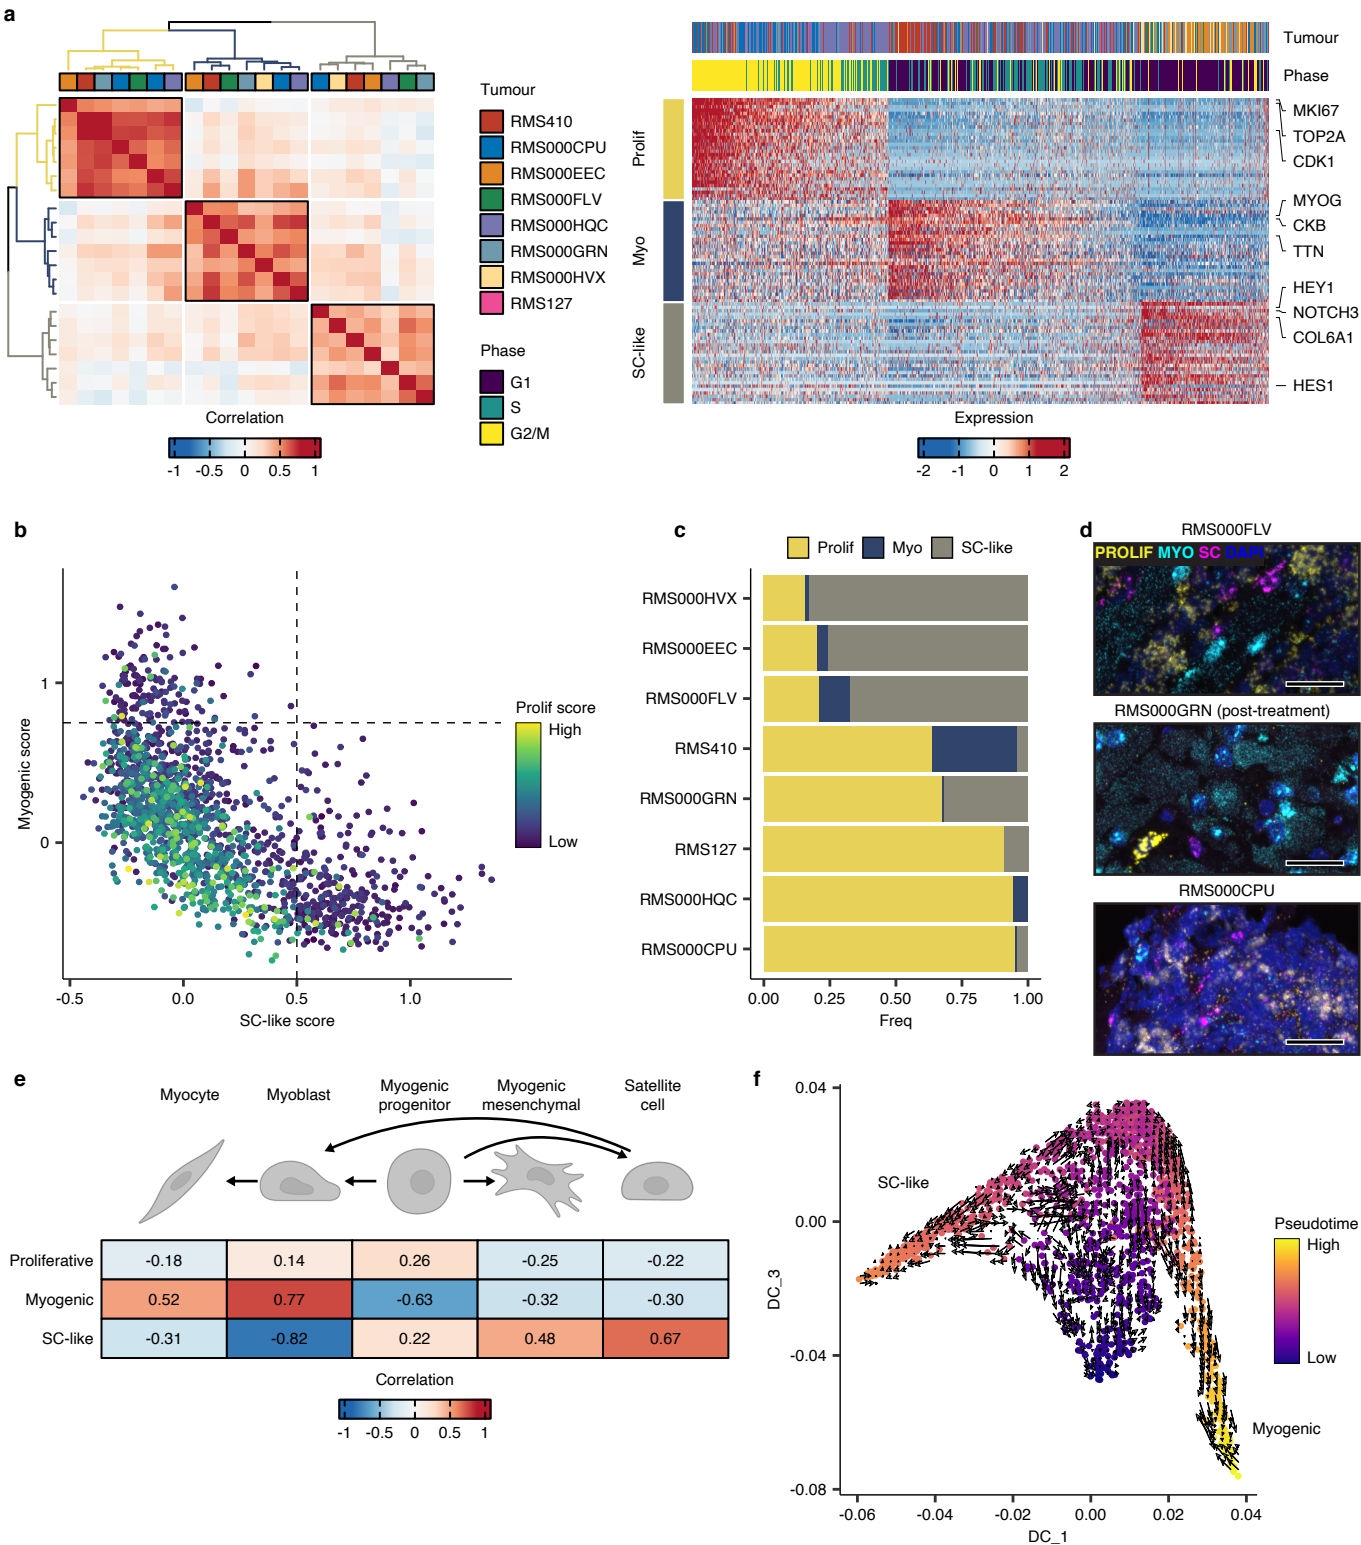 a
Tumour
RMS410
RMS000CPU
RMS000EEC
RMS000FLV
RMS000HQC
RMS000GRN
RMS000HVX
RMS127
Phase
G1
S
G2/M
Correlation
-1 -0.5 0 0.5 1
Tumour
Phase
Prolif
Myo
SC-like
MKI67
TOP2A
CDK1
MYOG
CKB
TTN
HEY1
NOTCH3
COL6A1
HES1
Expression
-2 -1 0 1 2
b
Myogenic score
1
0
-0.5 0.0 0.5 1.0
SC-like score
Prolif score
High
Low
c
Prolif Myo SC-like
RMS000HVX
RMS000EEC
RMS000FLV
RMS410
RMS000GRN
RMS127
RMS000HQC
RMS000CPU
0.00 0.25 0.50 0.75 1.00
Freq
d
RMS000FLV
PROLIF MYO SC DAPI
RMS000GRN (post-treatment)
RMS000CPU
e
Myocyte
Myoblast
Myogenic
progenitor
Myogenic
mesenchymal
Satellite
cell
Proliferative -0.18 0.14 0.26 -0.25 -0.22
Myogenic 0.52 0.77 -0.63 -0.32 -0.30
SC-like -0.31 -0.82 0.22 0.48 0.67
Correlation
-1 -0.5 0 0.5 1
f
0.04
0.00
-0.04
-0.08
DC_3
SC-like
Myogenic
-0.06 -0.04 -0.02 0.00 0.02 0.04
DC_1
Pseudotime
High
Low